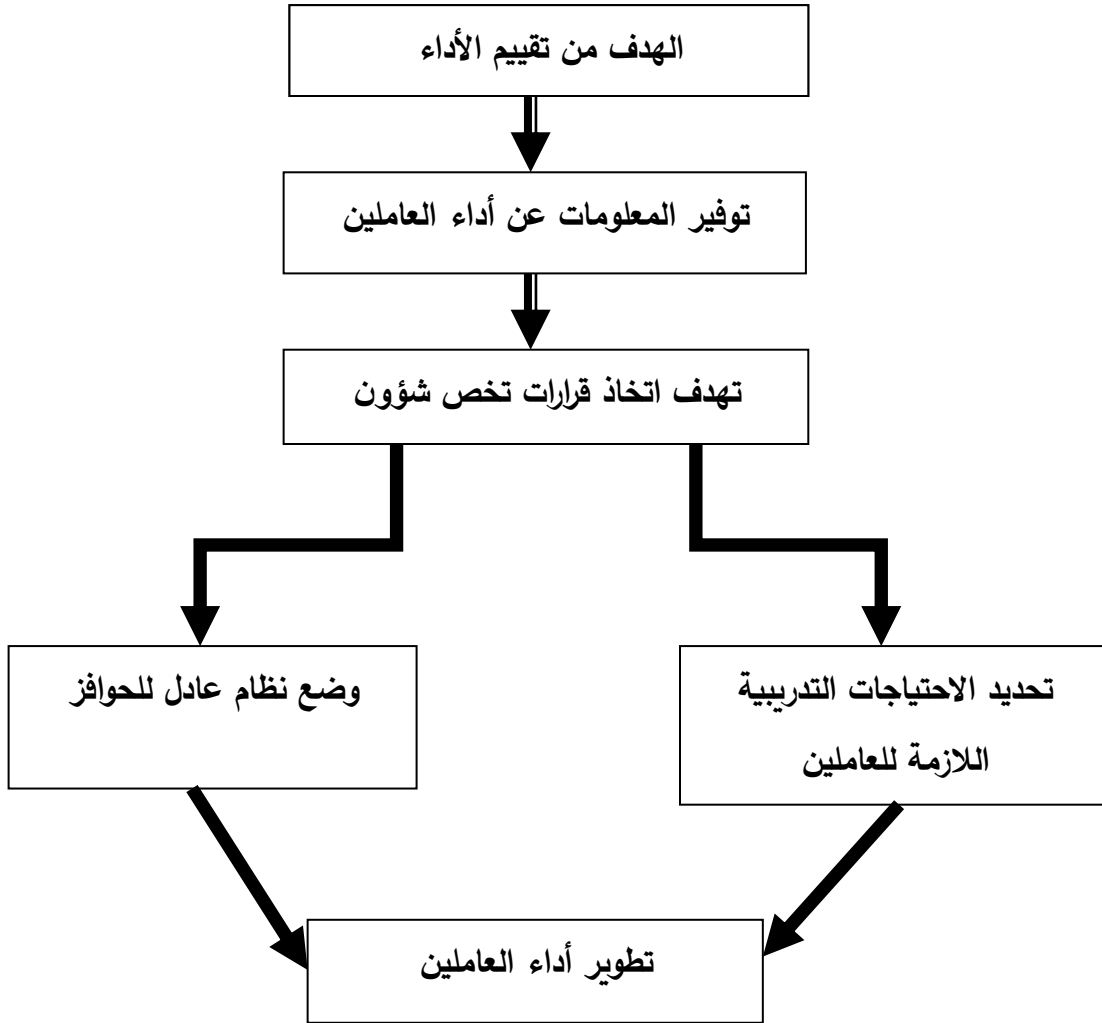 الهدف من تقييم الأداء
توفير المعلومات عن أداء العاملين
تهدف اتخاذ قرارات تخص شؤون
تحديد الاحتياجات التدريبية
اللازمة للعاملين
وضع نظام عادل للحوافز
تطوير أداء العاملين